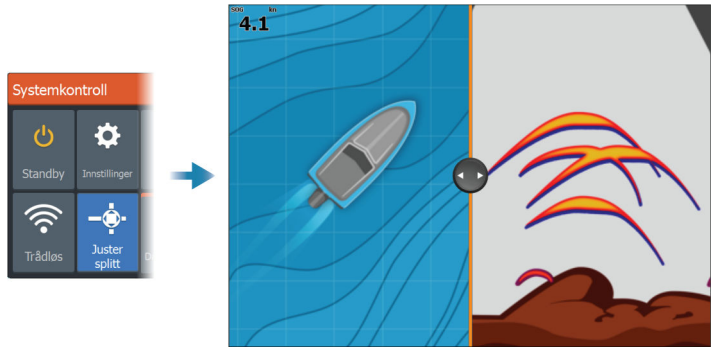 Systemkontroll
Standby
Innstillinger
Trådløs
Juster
splitt
SOG kn
4.1